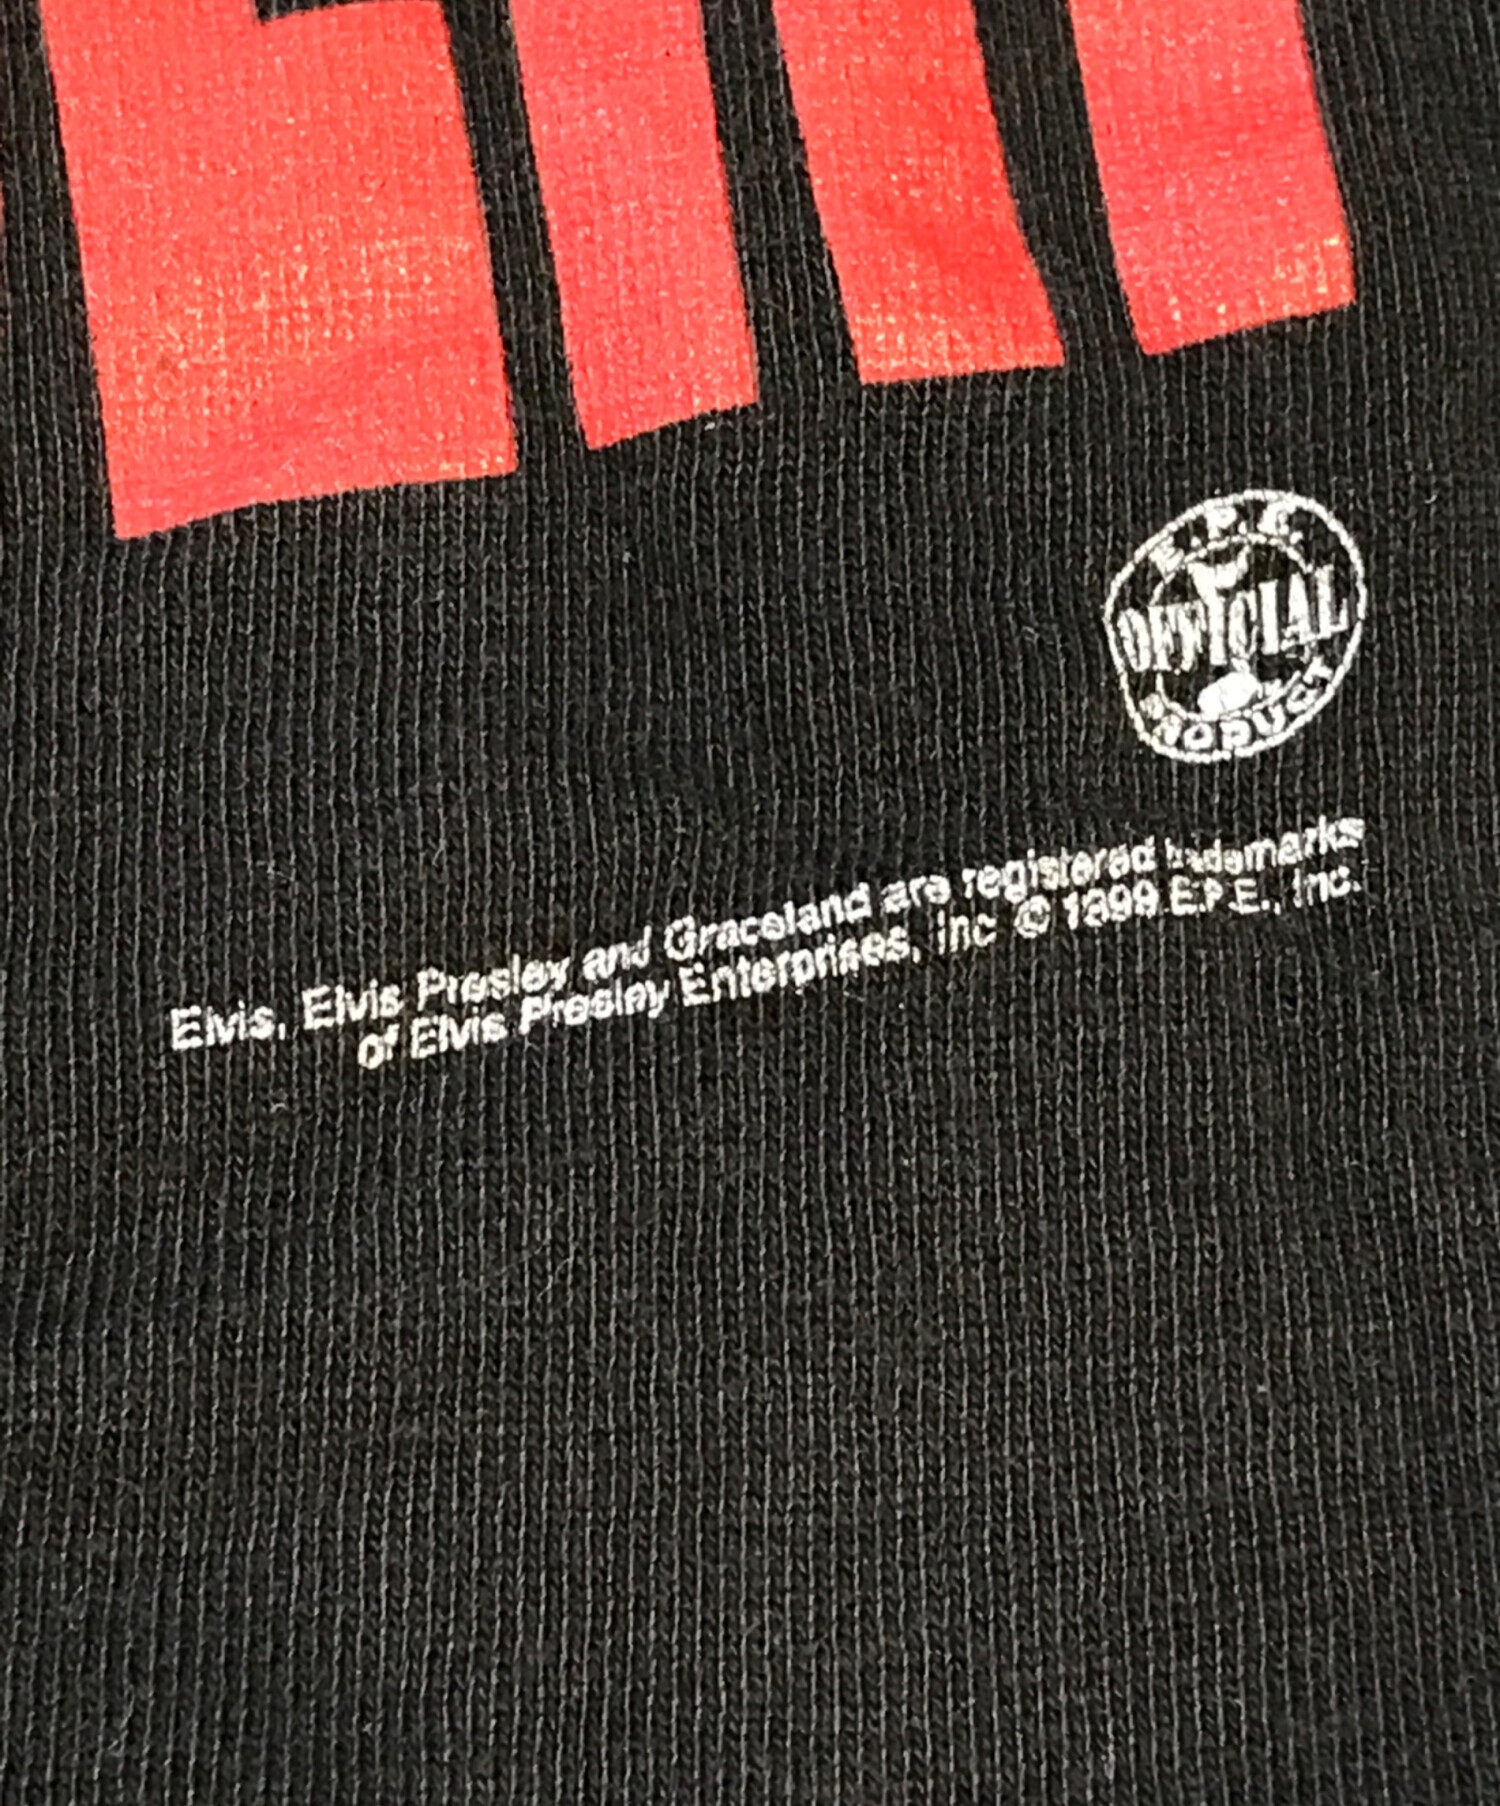 E.P.E.
OFFICIAL
PRODUCT
Elvis, Elvis Presley and Graceland are registered trademarks
of Elvis Presley Enterprises, Inc © 1999 E.P.E., Inc.